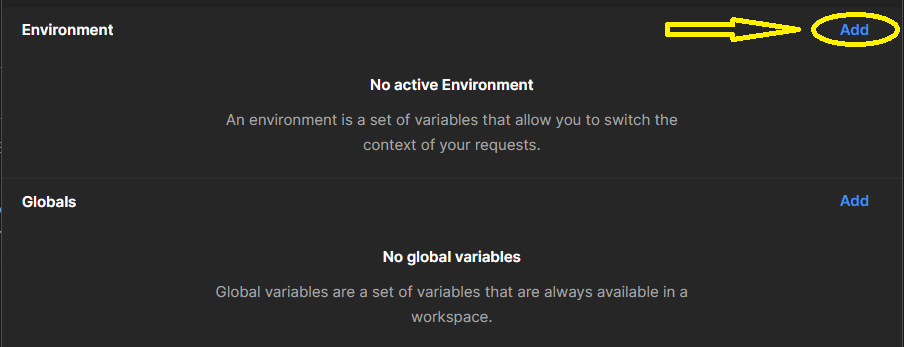 Environment Add
No active Environment
An environment is a set of variables that allow you to switch the
context of your requests.
Globals Add
No global variables
Global variables are a set of variables that are always available in a
workspace.